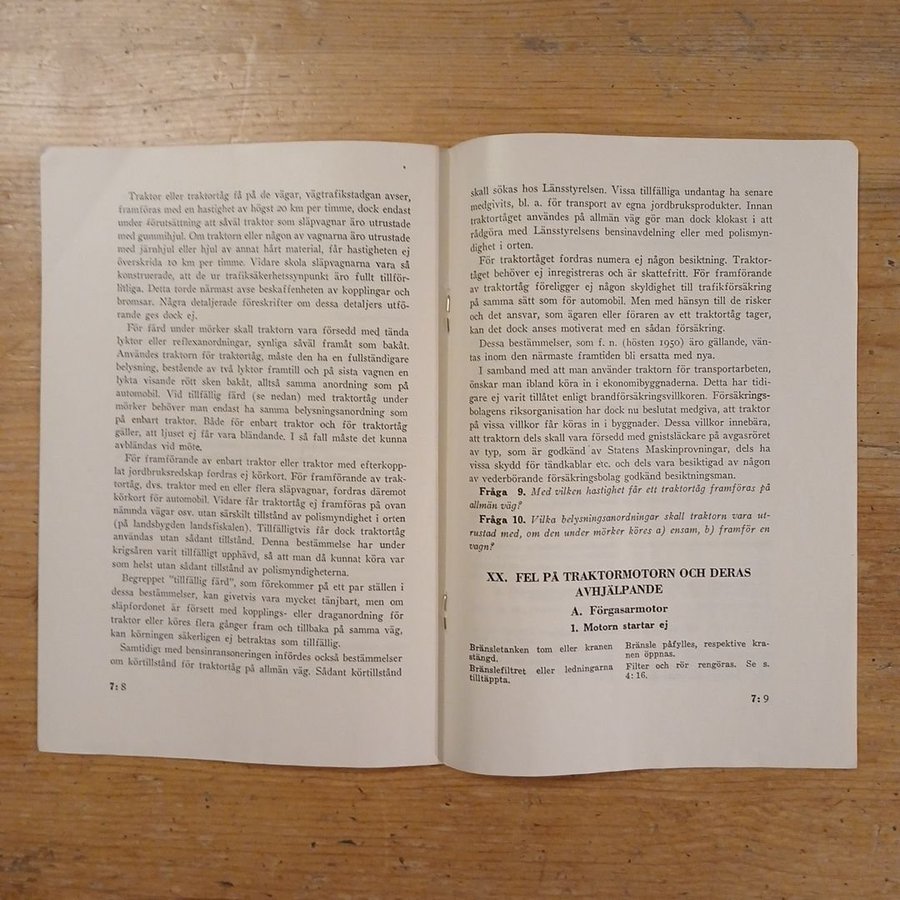 Traktor eller traktortåg få på de vägar, vägtrafikstadgan avser,
framföras med en hastighet av högst 20 km per timme, dock endast
under förutsättning att såväl traktor som släpvagnar äro utrustade
med gummihjul. Om traktorn eller någon av vagnarna äro utrustade
med järnhjul eller hjul av annat hårt material, får hastigheten ej
överskrida 10 km per timme. Vidare skola släpvagnarna vara så
konstruerade, att de ur trafiksäkerhetssynpunkt äro fullt tillför-
litliga. Detta torde närmast avse beskaffenheten av kopplingar och
bromsar. Några detaljerade föreskrifter om dessa detaljers utfö-
rande ges dock ej.
För färd under mörker skall traktorn vara försedd med tända
lyktor eller reflexanordningar, synliga såväl framåt som bakåt.
Användes traktorn för traktortåg, måste den ha en fullständigare
belysning, bestående av två lyktor framtill och på sista vagnen en
lykta visande rött sken bakåt, alltså samma anordning som på
automobil. Vid tillfällig färd (se nedan) med traktortåg under
mörker behöver man endast ha samma belysningsanordning som
på enbart traktor. Både för enbart traktor och för traktortåg
gäller, att ljuset ej får vara bländande. I så fall måste det kunna
avbländas vid möte.
För framförande av enbart traktor eller traktor med efterkopp-
lat jordbruksredskap fordras ej körkort. För framförande av trak-
tortåg, dvs. traktor med en eller flera släpvagnar, fordras däremot
körkort för automobil. Vidare får traktortåg ej framföras på ovan
nämnda vägar osv. utan särskilt tillstånd av polismyndighet i orten
(på landsbygden landsfiskalen). Tillfälligtvis får dock traktortåg
användas utan sådant tillstånd. Denna bestämmelse har under
krigsåren varit tillfälligt upphävd, så att man då kunnat köra var
som helst utan sådant tillstånd av polismyndigheterna.
Begreppet "tillfällig färd", som förekommer på ett par ställen i
dessa bestämmelser, kan givetvis vara mycket tänjbart, men om
släpfordonet är försett med kopplings- eller draganordning för
traktor eller köres flera gånger fram och tillbaka på samma väg,
kan körningen säkerligen ej betraktas som tillfällig.
Samtidigt med bensinransoneringen infördes också bestämmelser
om körtillstånd för traktortåg på allmän väg. Sådant körtillstånd
7: 8
skall sökas hos Länsstyrelsen. Vissa tillfälliga undantag ha senare
medgivits, bl. a. för transport av egna jordbruksprodukter. Innan
traktortåget användes på allmän väg gör man dock klokast i att
rådgöra med Länsstyrelsens bensinavdelning eller med polismyn-
dighet i orten.
För traktortåget fordras numera ej någon besiktning. Traktor-
tåget behöver ej inregistreras och är skattefritt. För framförande
av traktortåg föreligger ej någon skyldighet till trafikförsäkring
på samma sätt som för automobil. Men med hänsyn till de risker
och det ansvar, som ägaren eller föraren av ett traktortåg tager,
kan det dock anses motiverat med en sådan försäkring.
Dessa bestämmelser, som f. n. (hösten 1950) äro gällande, vän-
tas inom den närmaste framtiden bli ersatta med nya.
I samband med att man använder traktorn för transportarbeten,
önskar man ibland köra in i ekonomibyggnaderna. Detta har tidi-
gare ej varit tillåtet enligt brandförsäkringsvillkoren. Försäkrings-
bolagens riksorganisation har dock nu beslutat medgiva, att traktor
på vissa villkor får köras in i byggnader. Dessa villkor innebära,
att traktorn dels skall vara försedd med gnistsläckare på avgasröret
av typ, som är godkänd av Statens Maskinprovningar, dels ha
vissa skydd för tändkablar etc. och dels vara besiktigad av någon
av vederbörande försäkringsbolag godkänd besiktningsman.
Fråga 9. Med vilken hastighet får ett traktortåg framföras på
allmän väg?
Fråga 10. Vilka belysningsanordningar skall traktorn vara ut-
rustad med, om den under mörker köres a) ensam, b) framför en
vagn?
XX. FEL PÅ TRAKTORMOTORN OCH DERAS
AVHJÄLPANDE
A. Förgasarmotor
1. Motorn startar ej
Bränsletanken tom eller kranen
stängd.
Bränsle påfylles, respektive kra-
nen öppnas.
Bränslefiltret eller ledningarna
tilltäppta.
Filter och rör rengöras. Se s.
4: 16.
7: 9